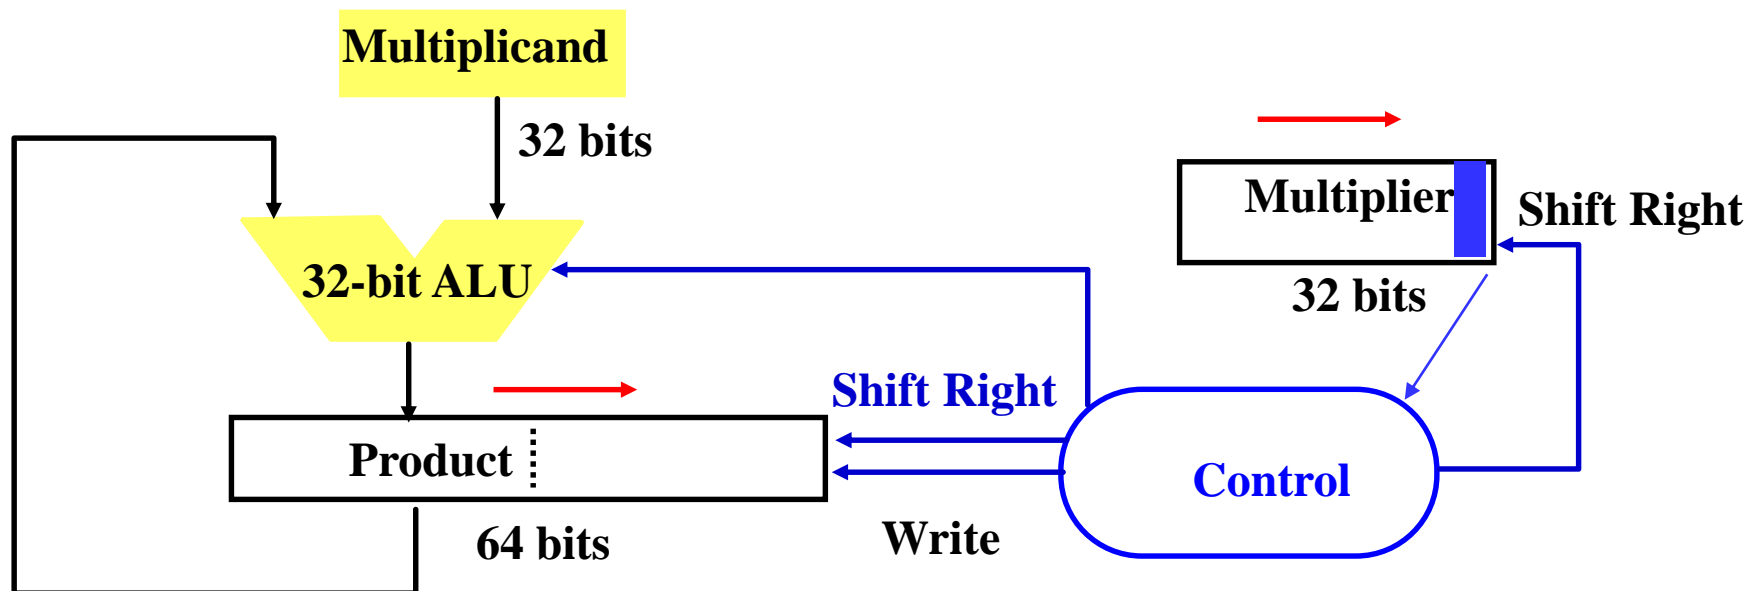 Multiplicand
32 bits
Multiplier
Shift Right
32-bit ALU
32 bits
Shift Right
Product
Control
64 bits
Write